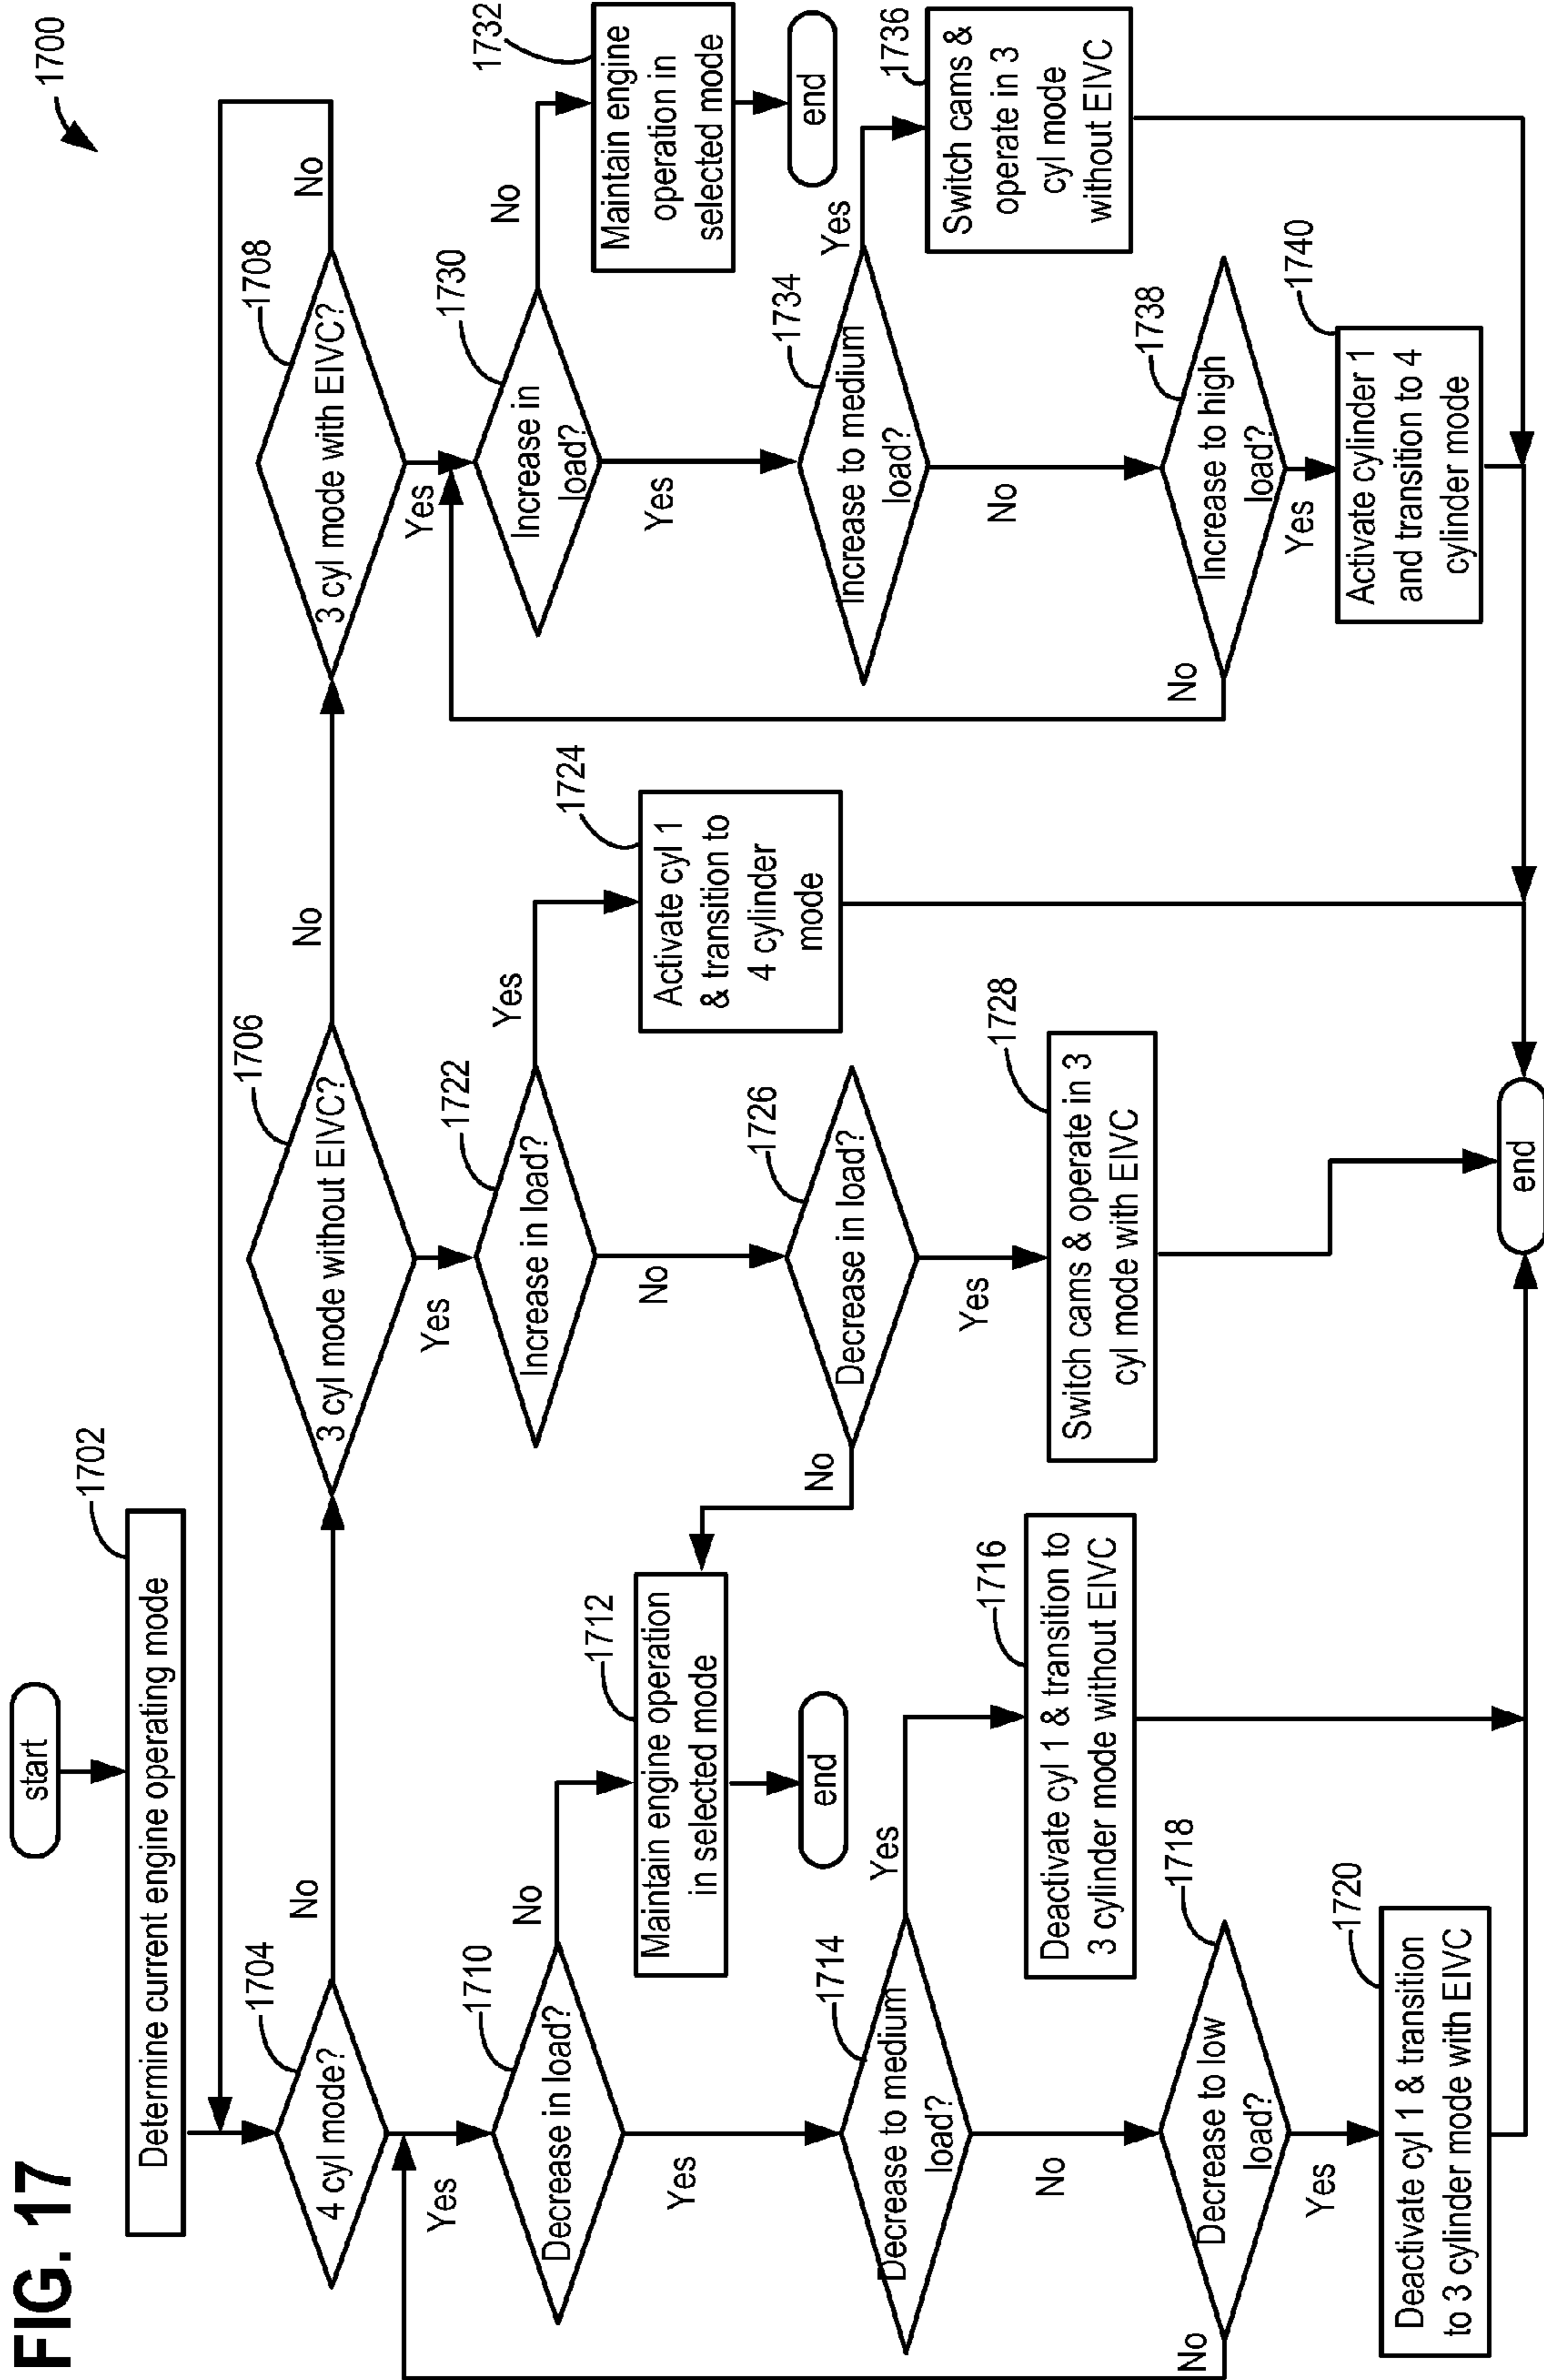 FIG. 17
1700
start
1702
Determine current engine operating mode
1704
4 cyl mode?
No
Yes
1706
3 cyl mode without EIVC?
No
Yes
1708
3 cyl mode with EIVC?
No
Yes
1710
Decrease in load?
No
Yes
1712
Maintain engine operation
in selected mode
end
1714
Decrease to medium
load?
Yes
No
1716
Deactivate cyl 1 & transition to
3 cylinder mode without EIVC
1718
Decrease to low
load?
No
Yes
1720
Deactivate cyl 1 & transition
to 3 cylinder mode with EIVC
1722
Increase in load?
Yes
No
1724
Activate cyl 1
& transition to
4 cylinder
mode
1726
Decrease in load?
No
Yes
1728
Switch cams & operate in 3
cyl mode with EIVC
1730
Increase in
load?
No
Yes
1732
Maintain engine
operation in
selected mode
end
1734
Increase to medium
load?
Yes
No
1736
Switch cams &
operate in 3
cyl mode
without EIVC
1738
Increase to high
load?
No
Yes
1740
Activate cylinder 1
and transition to 4
cylinder mode
end